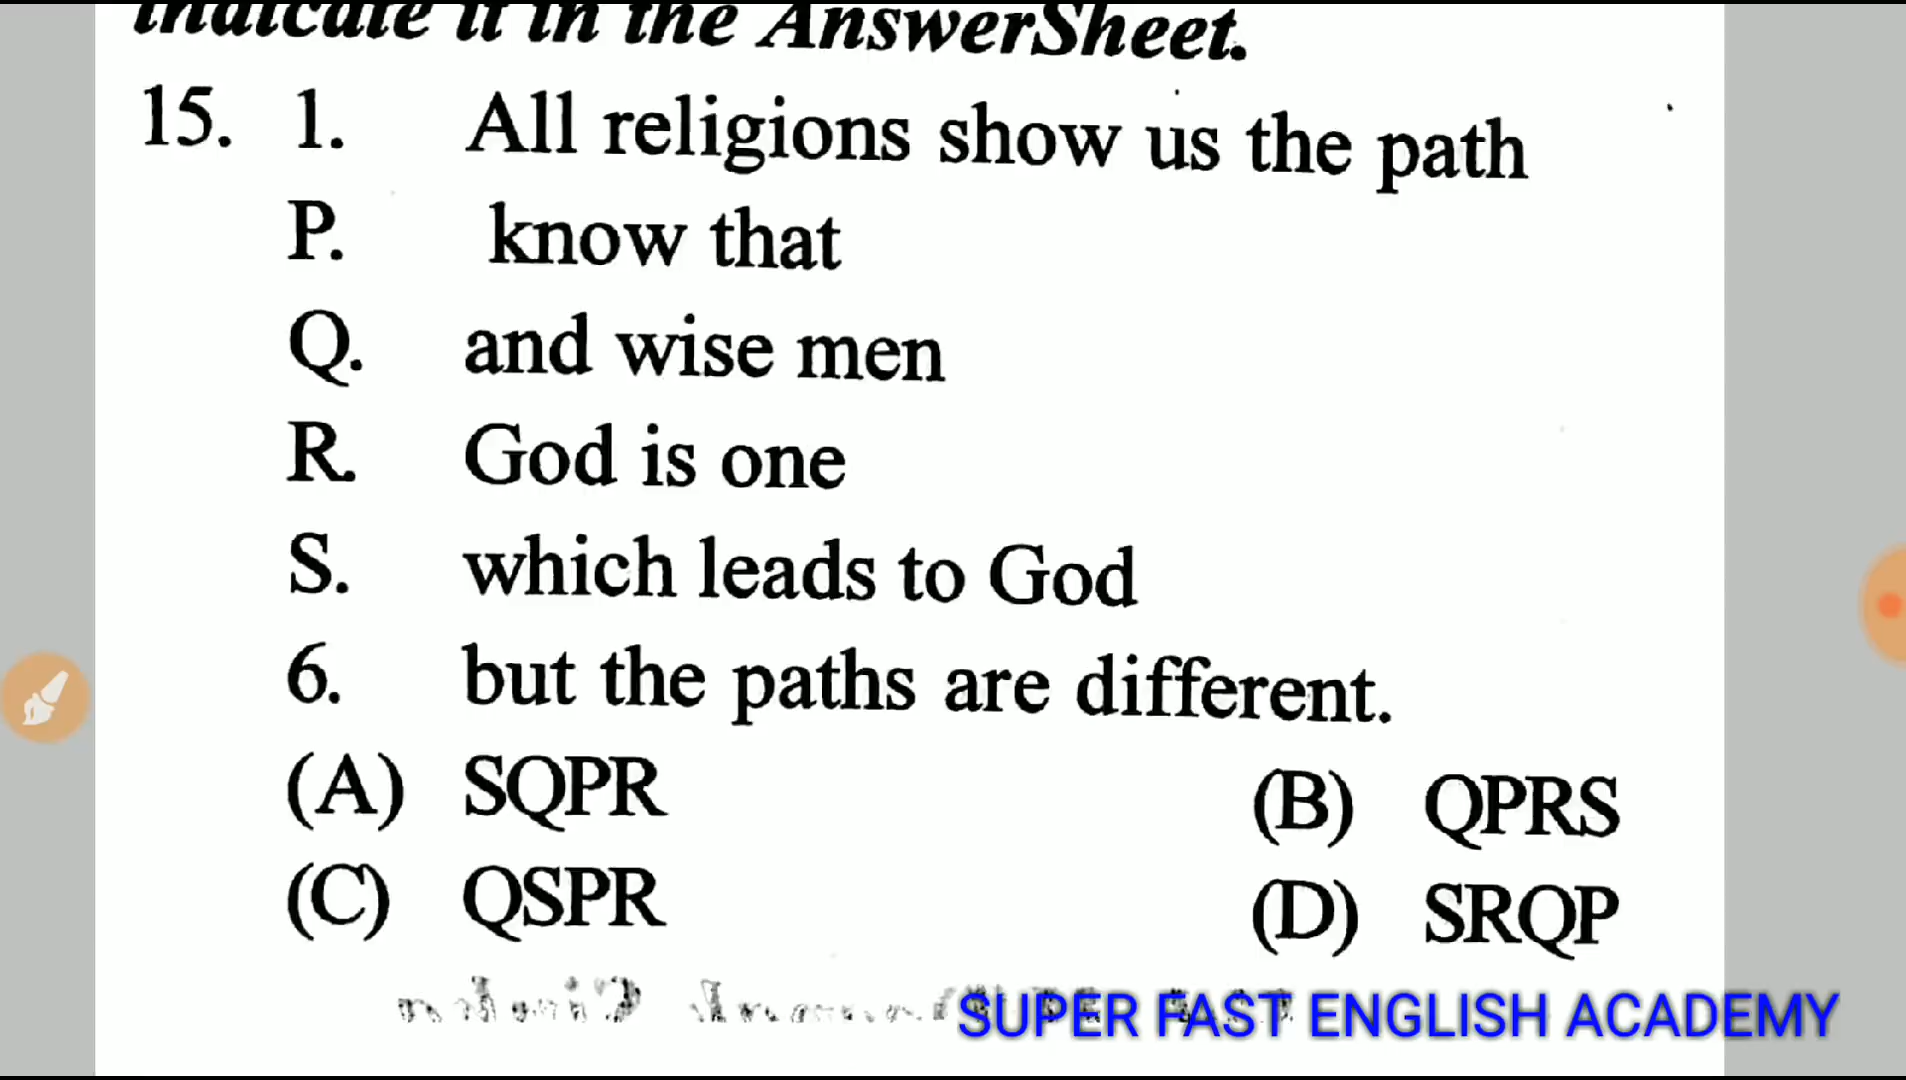 indicate it in the AnswerSheet.
15. 1. All religions show us the path
P. know that
Q. and wise men
R. God is one
S. which leads to God
6. but the paths are different.
(A) SQPR (B) QPRS
(C) QSPR (D) SRQP
SUPER FAST ENGLISH ACADEMY